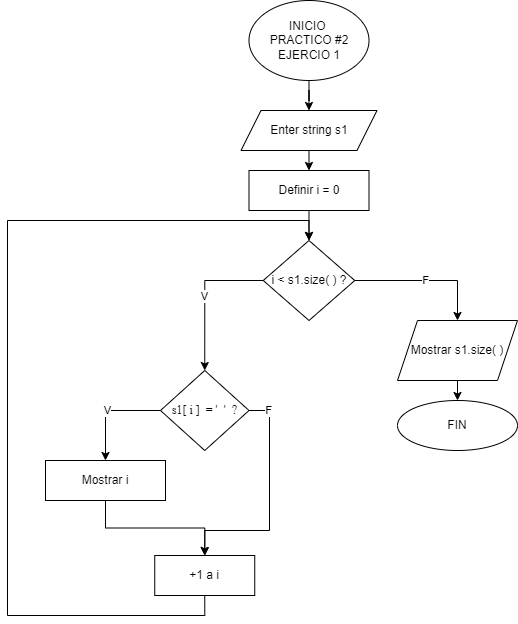 INICIO
PRACTICO #2
EJERCIO 1
Enter string s1
Definir i = 0
i < s1.size( ) ?
V
F
Mostrar s1.size( )
s1[ i ] = ' ' ?
V
F
FIN
Mostrar i
+1 a i